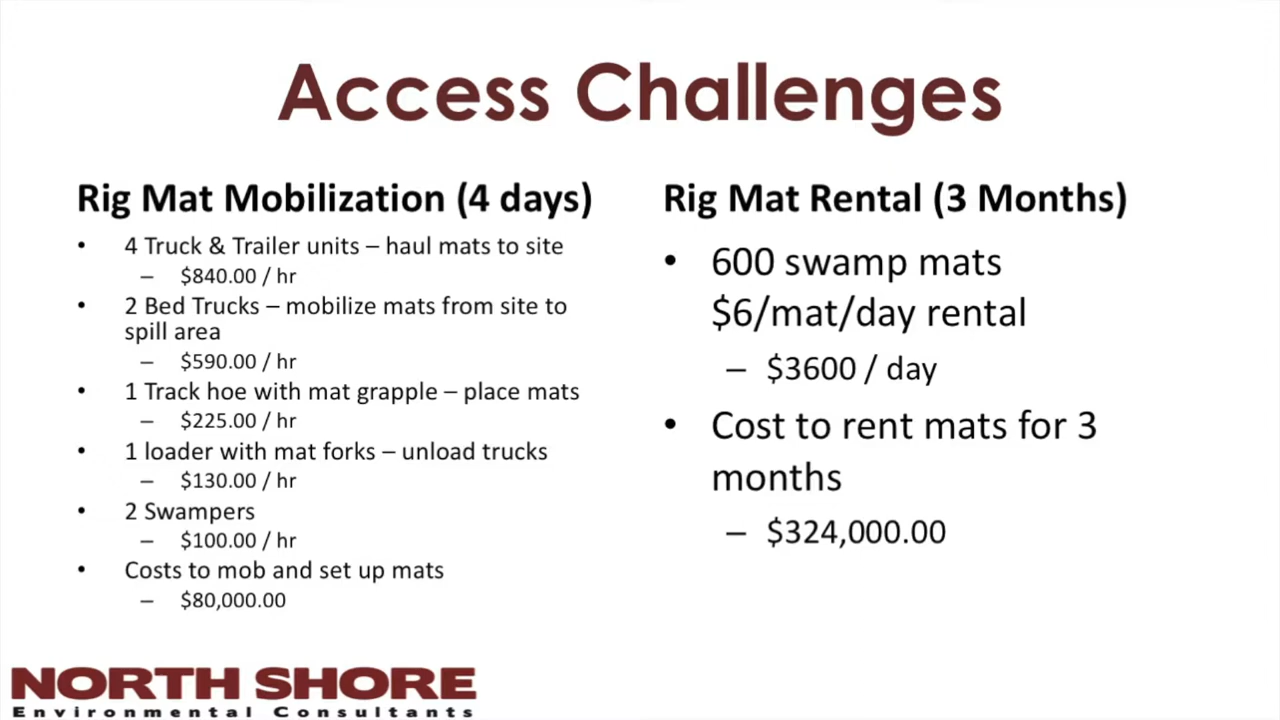 Access Challenges
Rig Mat Mobilization (4 days)
• 4 Truck & Trailer units – haul mats to site
– $840.00 / hr
• 2 Bed Trucks – mobilize mats from site to
spill area
– $590.00 / hr
• 1 Track hoe with mat grapple – place mats
– $225.00 / hr
• 1 loader with mat forks – unload trucks
– $130.00 / hr
• 2 Swampers
– $100.00 / hr
• Costs to mob and set up mats
– $80,000.00
Rig Mat Rental (3 Months)
• 600 swamp mats
$6/mat/day rental
– $3600 / day
• Cost to rent mats for 3
months
– $324,000.00
NORTH SHORE
Environmental Consultants